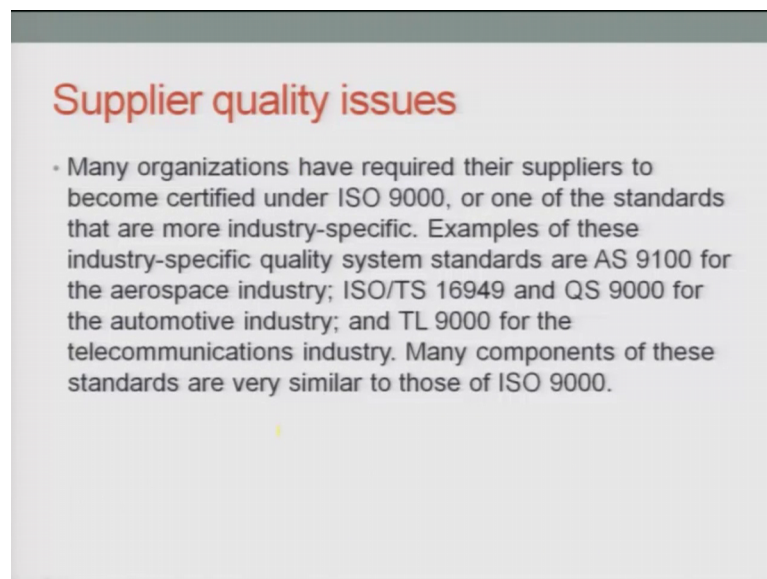 Supplier quality issues
• Many organizations have required their suppliers to
become certified under ISO 9000, or one of the standards
that are more industry-specific. Examples of these
industry-specific quality system standards are AS 9100 for
the aerospace industry; ISO/TS 16949 and QS 9000 for
the automotive industry; and TL 9000 for the
telecommunications industry. Many components of these
standards are very similar to those of ISO 9000.